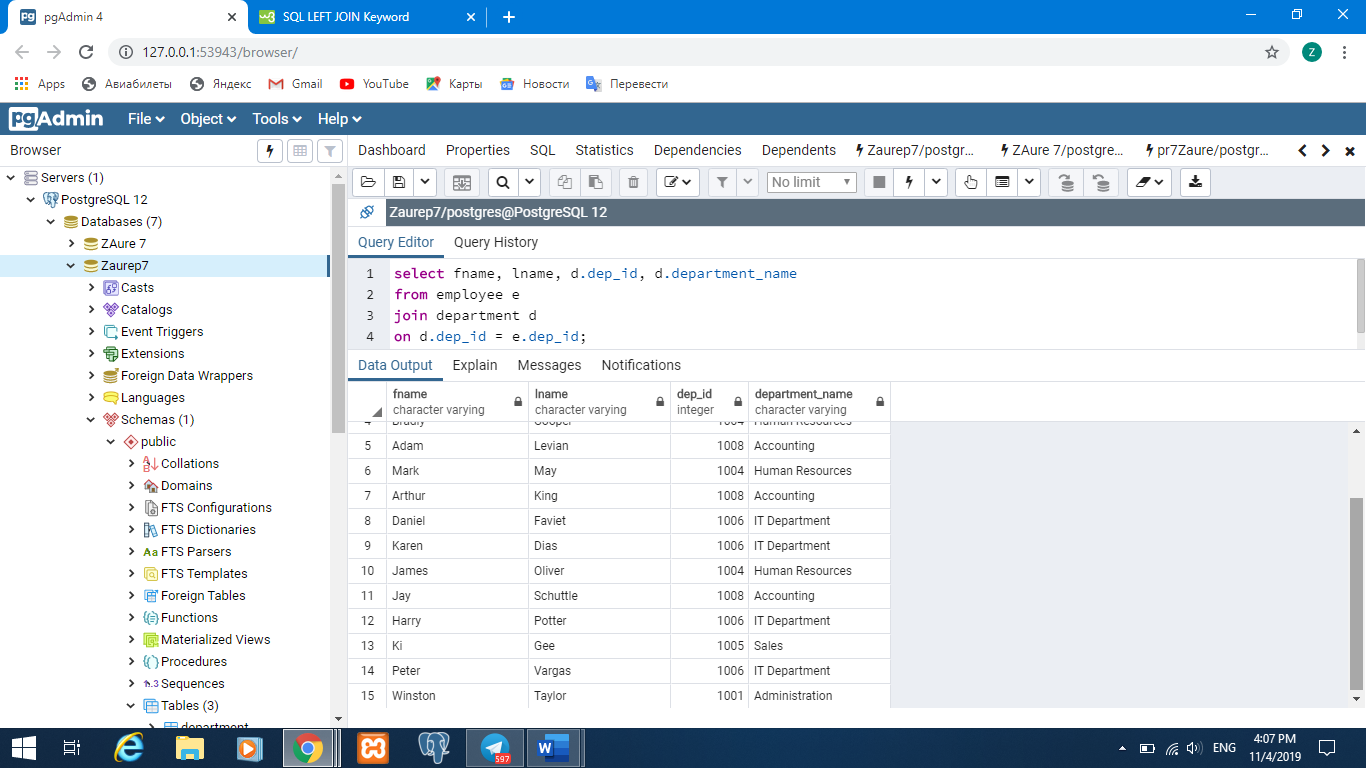 pgAdmin 4
SQL LEFT JOIN Keyword
127.0.0.1:53943/browser/
Z
Apps Авиабилеты Яндекс Gmail YouTube Карты Новости Перевести
pgAdmin File Object Tools Help
Browser
Dashboard Properties SQL Statistics Dependencies Dependents Zaurep7/postgr... ZAure 7/postgre... pr7Zaure/postgr...
No limit
Servers (1)
PostgreSQL 12
Databases (7)
ZAure 7
Zaurep7
Casts
Catalogs
Event Triggers
Extensions
Foreign Data Wrappers
Languages
Schemas (1)
public
Collations
Domains
FTS Configurations
FTS Dictionaries
FTS Parsers
FTS Templates
Foreign Tables
Functions
Materialized Views
Procedures
Sequences
Tables (3)
department
Zaurep7/postgres@PostgreSQL 12
Query Editor Query History
1 select fname, lname, d.dep_id, d.department_name
2 from employee e
3 join department d
4 on d.dep_id = e.dep_id;
Data Output Explain Messages Notifications
fname character varying lname character varying dep_id integer department_name character varying
4 Bradly Cooper 1004 Human Resources
5 Adam Levian 1008 Accounting
6 Mark May 1004 Human Resources
7 Arthur King 1008 Accounting
8 Daniel Faviet 1006 IT Department
9 Karen Dias 1006 IT Department
10 James Oliver 1004 Human Resources
11 Jay Schuttle 1008 Accounting
12 Harry Potter 1006 IT Department
13 Ki Gee 1005 Sales
14 Peter Vargas 1006 IT Department
15 Winston Taylor 1001 Administration
597
ENG
4:07 PM
11/4/2019